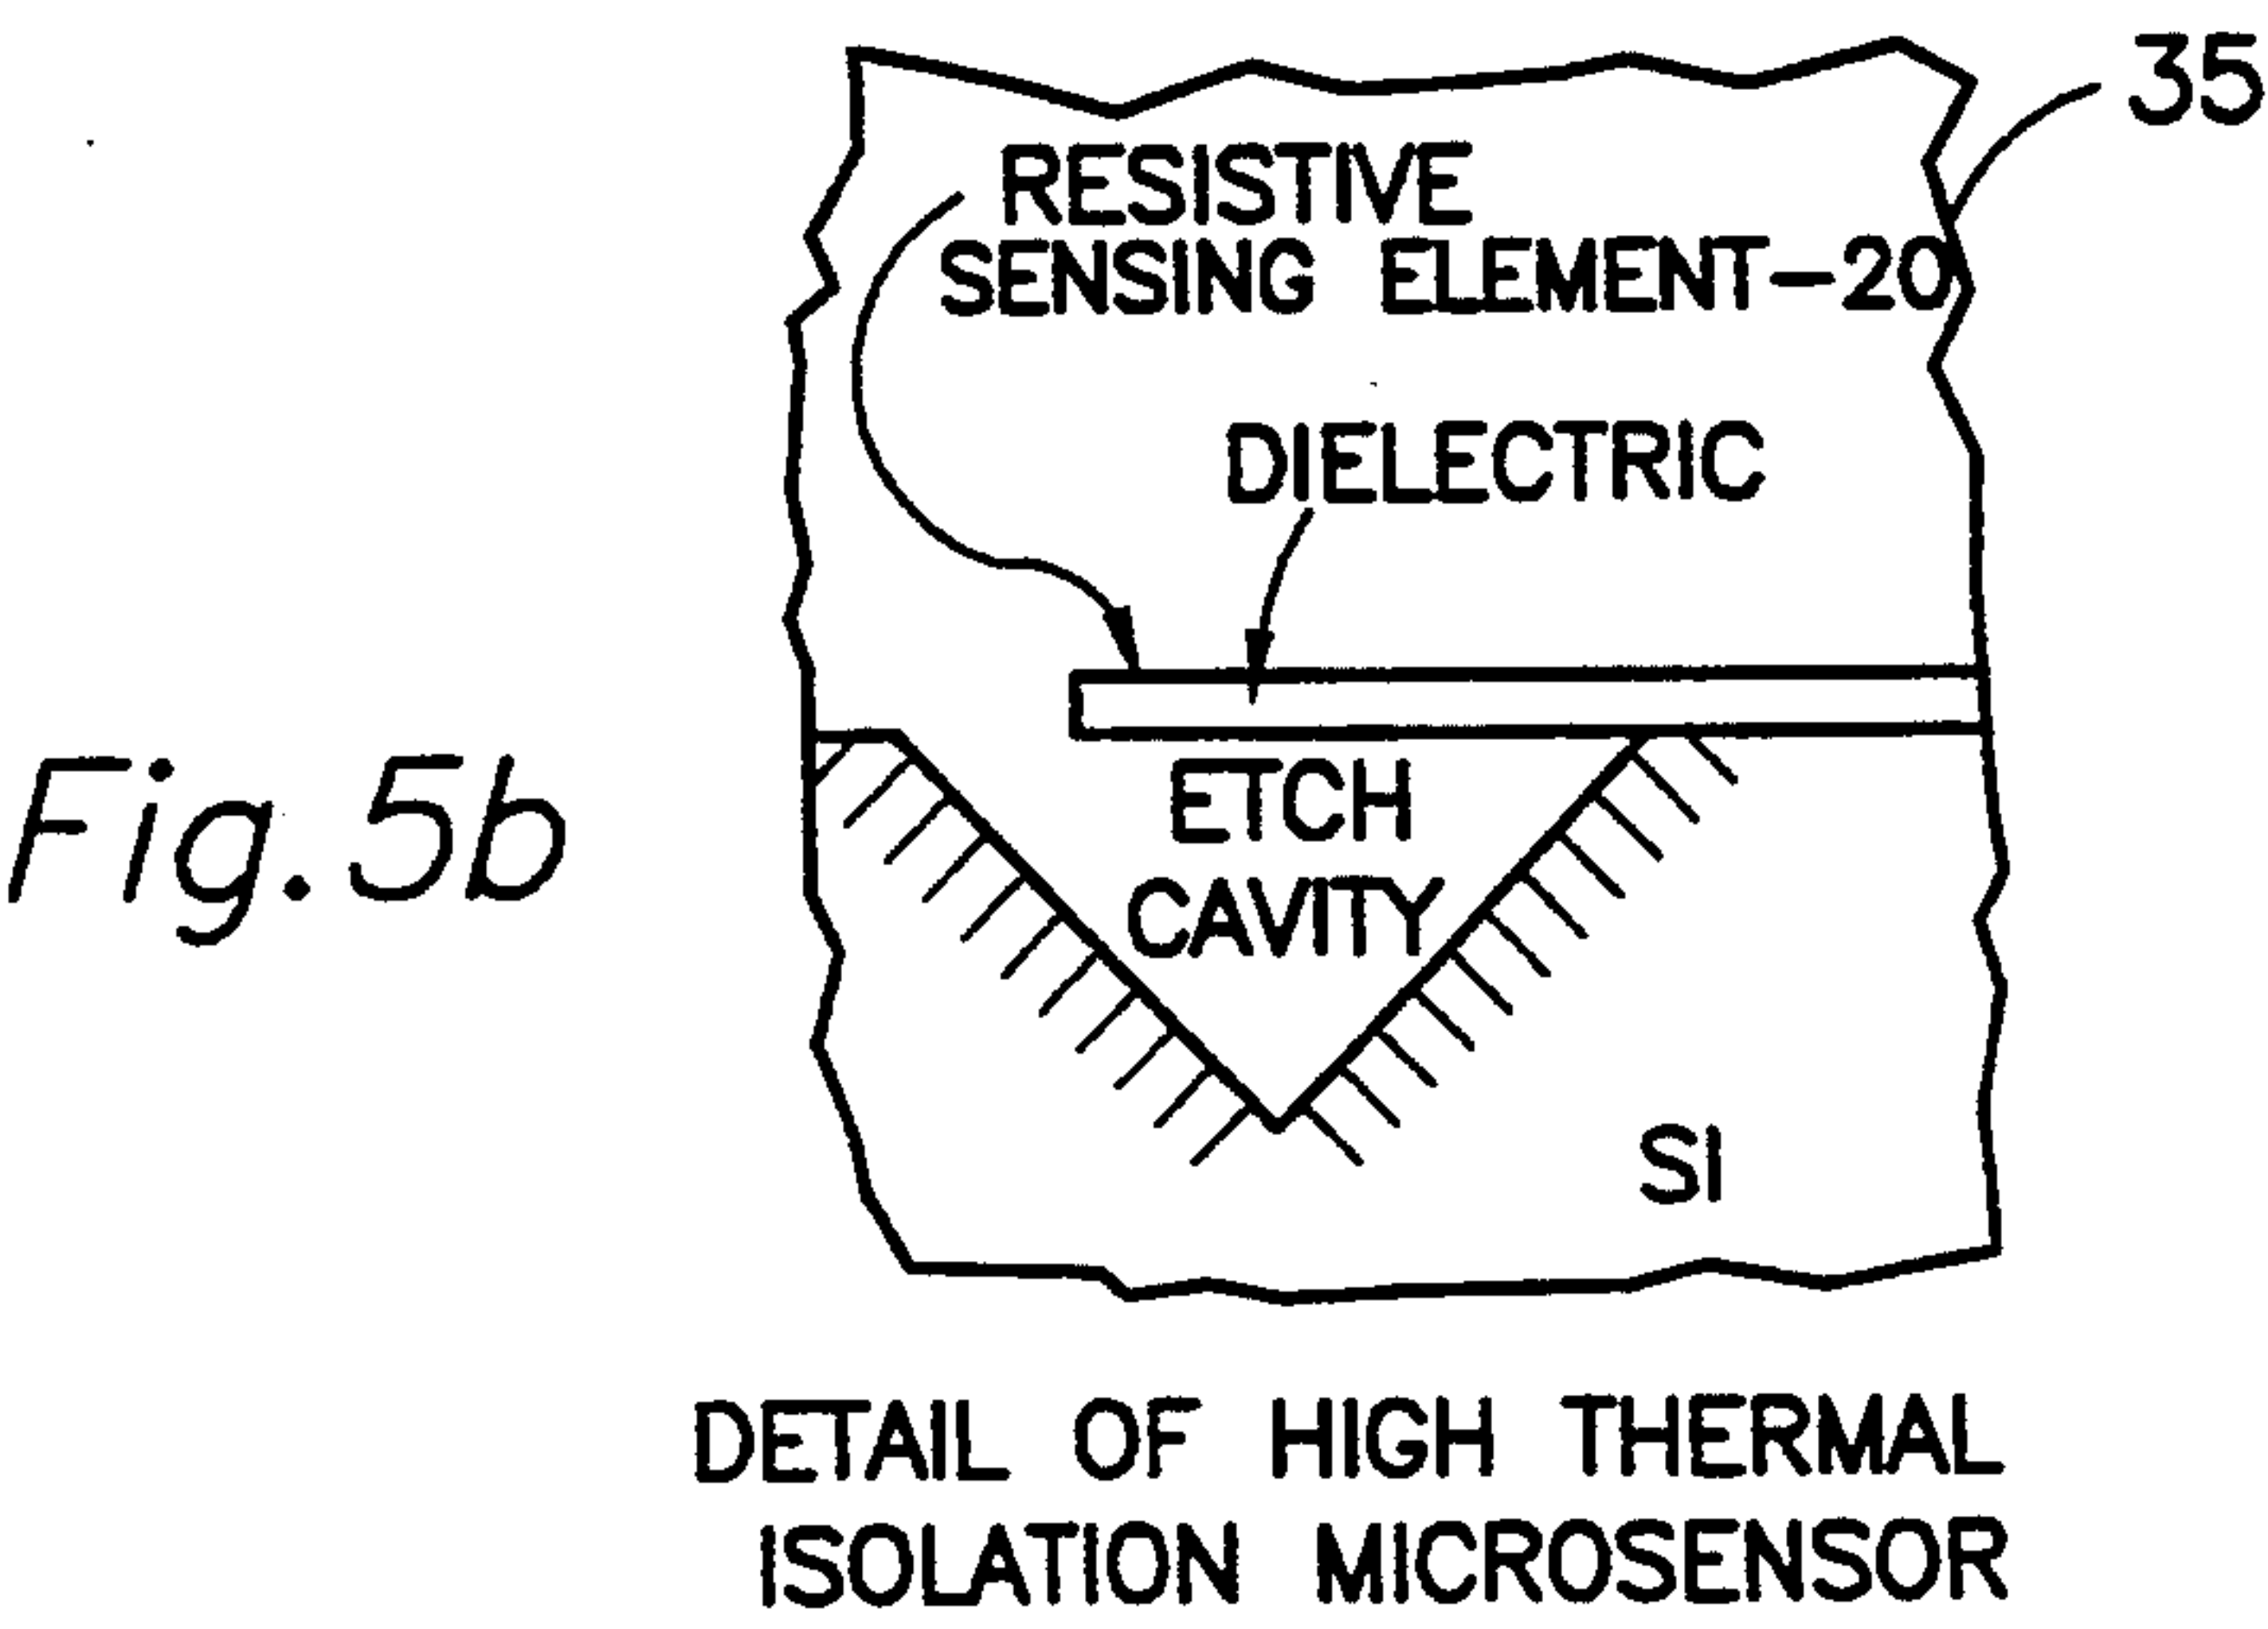 35
RESISTIVE
SENSING ELEMENT-20
DIELECTRIC
ETCH
CAVITY
SI
Fig.5b
DETAIL OF HIGH THERMAL
ISOLATION MICROSENSOR